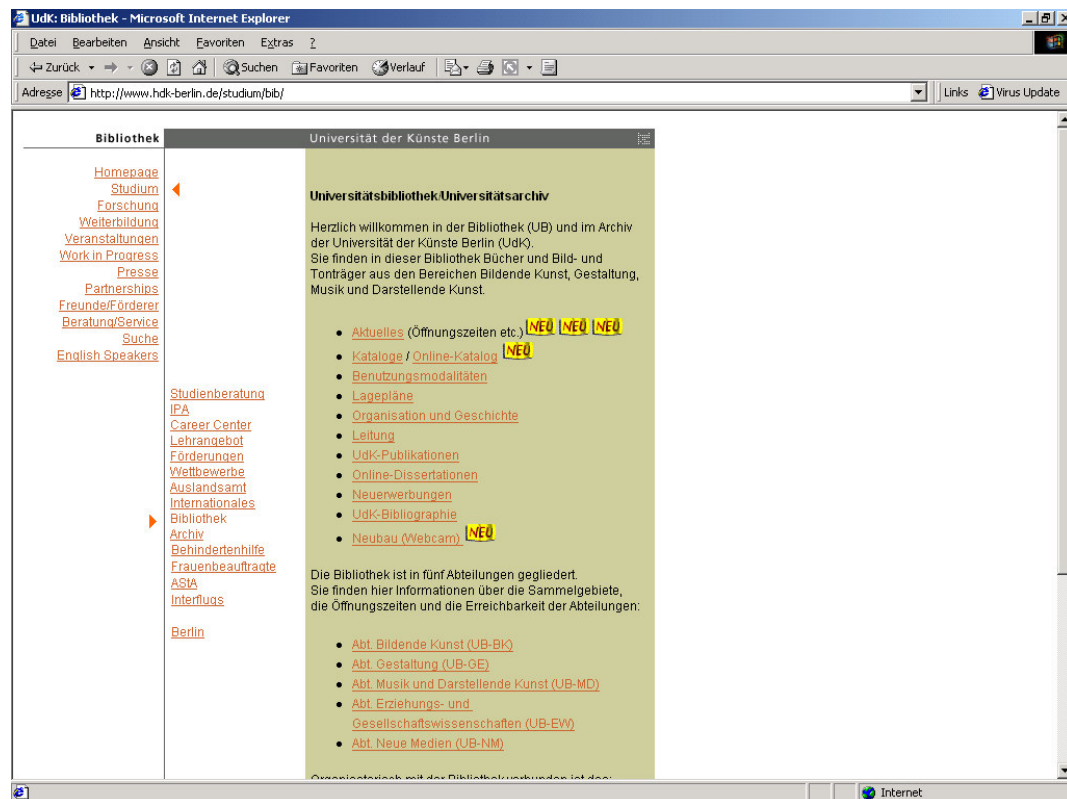 UdK: Bibliothek - Microsoft Internet Explorer
Datei Bearbeiten Ansicht Favoriten Extras ?
Zurück Suchen Favoriten Verlauf
Adresse http://www.hdk-berlin.de/studium/bib/ Links Virus Update
Bibliothek
Universität der Künste Berlin
Homepage
Studium
Forschung
Weiterbildung
Veranstaltungen
Work in Progress
Presse
Partnerships
Freunde/Förderer
Beratung/Service
Suche
English Speakers
Studienberatung
IPA
Career Center
Lehrangebot
Förderungen
Wettbewerbe
Auslandsamt
Internationales
Bibliothek
Archiv
Behindertenhilfe
Frauenbeauftragte
AStA
Interflugs
Berlin
Universitätsbibliothek/Universitätsarchiv
Herzlich willkommen in der Bibliothek (UB) und im Archiv
der Universität der Künste Berlin (UdK).
Sie finden in dieser Bibliothek Bücher und Bild- und
Tonträger aus den Bereichen Bildende Kunst, Gestaltung,
Musik und Darstellende Kunst.
Aktuelles (Öffnungszeiten etc.) NEU NEU NEU
Kataloge / Online-Katalog NEU
Benutzungsmodalitäten
Lagepläne
Organisation und Geschichte
Leitung
UdK-Publikationen
Online-Dissertationen
Neuerwerbungen
UdK-Bibliographie
Neubau (Webcam) NEU
Die Bibliothek ist in fünf Abteilungen gegliedert.
Sie finden hier Informationen über die Sammelgebiete,
die Öffnungszeiten und die Erreichbarkeit der Abteilungen:
Abt. Bildende Kunst (UB-BK)
Abt. Gestaltung (UB-GE)
Abt. Musik und Darstellende Kunst (UB-MD)
Abt. Erziehungs- und
Gesellschaftswissenschaften (UB-EW)
Abt. Neue Medien (UB-NM)
Organisatorisch mit der Bibliothek verbunden ist das:
Internet